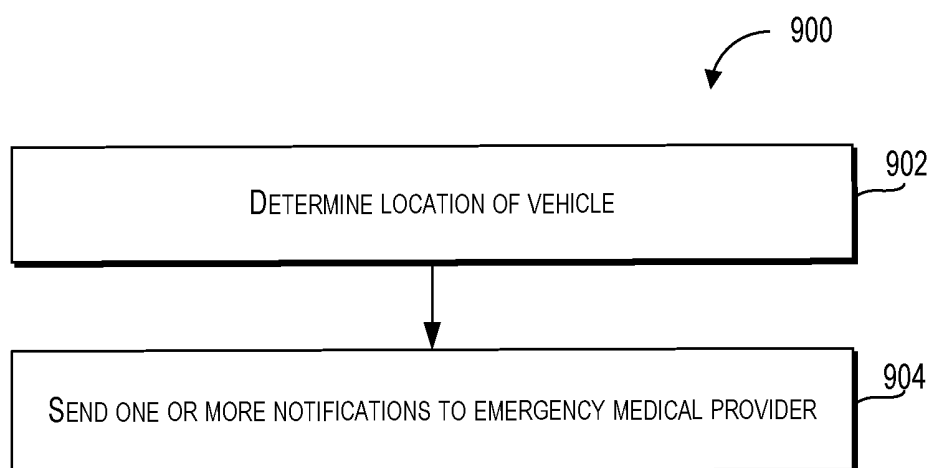 900
902
DETERMINE LOCATION OF VEHICLE
904
SEND ONE OR MORE NOTIFICATIONS TO EMERGENCY MEDICAL PROVIDER